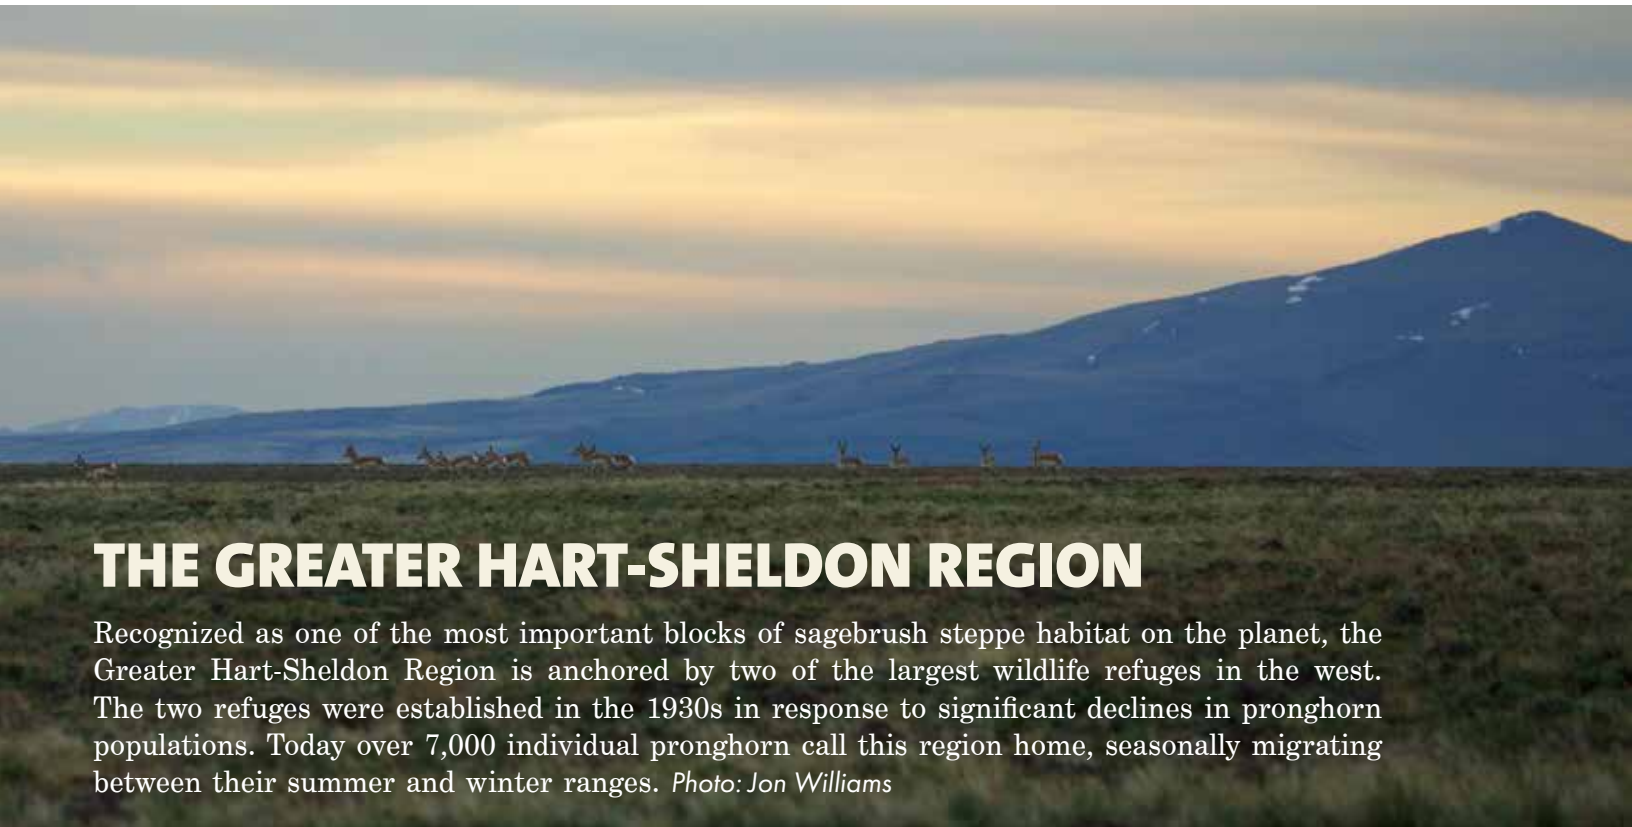 THE GREATER HART-SHELDON REGION
Recognized as one of the most important blocks of sagebrush steppe habitat on the planet, the
Greater Hart-Sheldon Region is anchored by two of the largest wildlife refuges in the west.
The two refuges were established in the 1930s in response to significant declines in pronghorn
populations. Today over 7,000 individual pronghorn call this region home, seasonally migrating
between their summer and winter ranges. Photo: Jon Williams